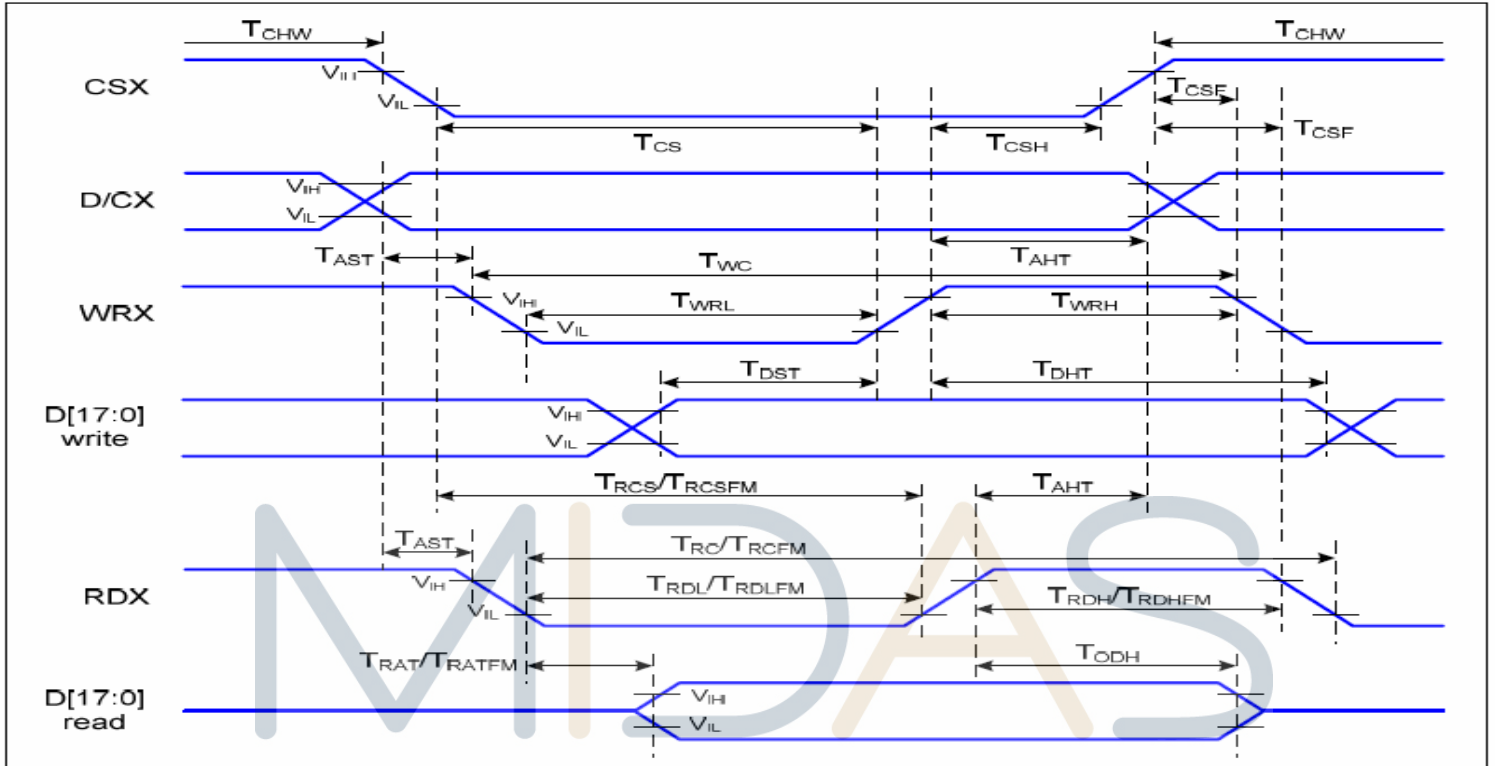 TCHW TCHW
CSX VIH TCSF
VIL TCSF
TCS TCSH
D/CX VIH
VIL
TAST TWC TAHT
WRX VIH TWRL TWRH
VIL
TDST TDHT
D[17:0] VIH
write VIL
TRCS/TRCSFM TAHT
TAST TRC/TRCFM
RDX VIH TRDL/TRDLFM TRDH/TRDHFM
VIL
TRAT/TRATFM TODH
D[17:0] VIH
read VIL
MIDAS